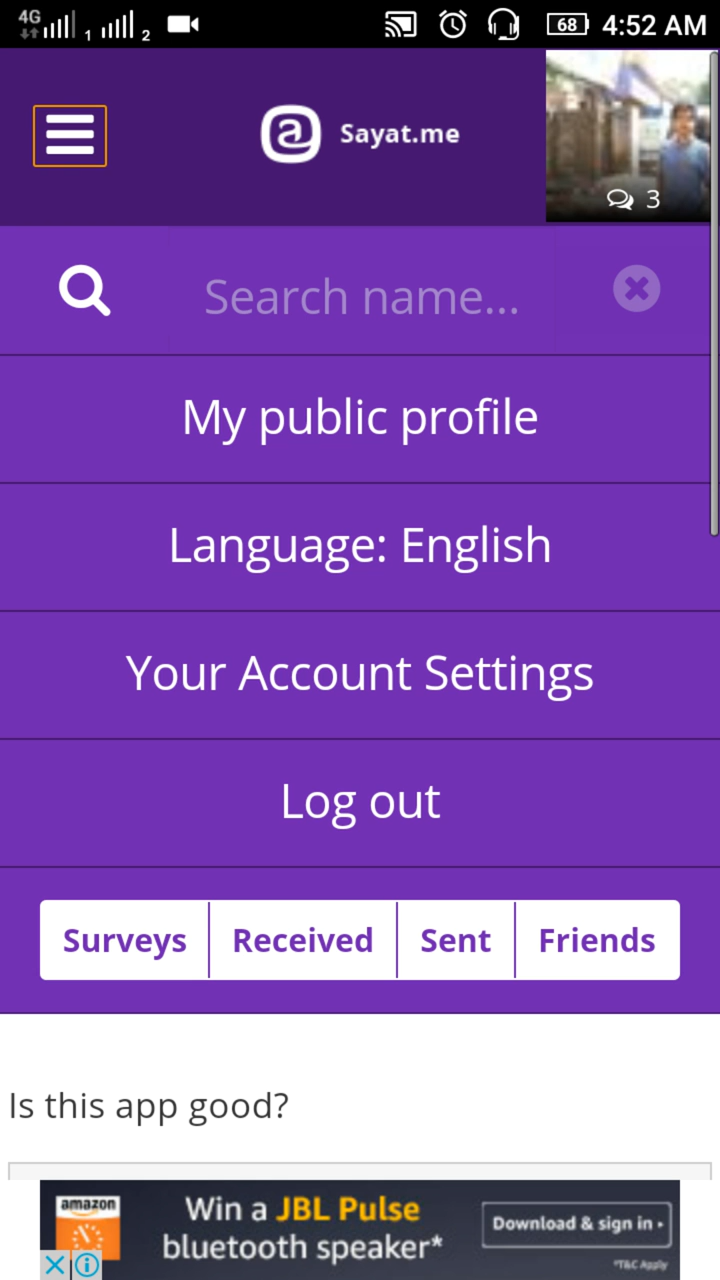 4G 1 2 68 4:52 AM
Sayat.me
3
Search name...
My public profile
Language: English
Your Account Settings
Log out
Surveys Received Sent Friends
Is this app good?
amazon
Win a JBL Pulse
bluetooth speaker*
Download & sign in
*T&C Apply